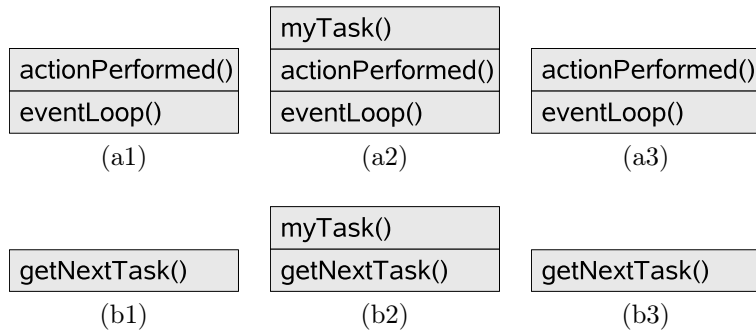 myTask()
actionPerformed() actionPerformed() actionPerformed()
eventLoop() eventLoop() eventLoop()
(a1) (a2) (a3)
myTask()
getNextTask() getNextTask() getNextTask()
(b1) (b2) (b3)